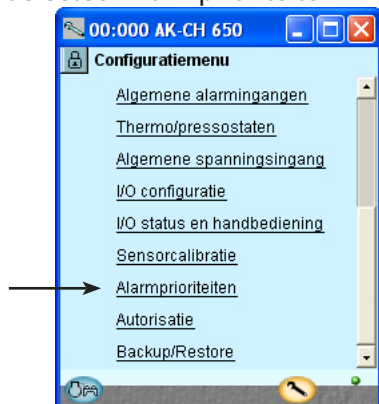 00:000 AK-CH 650
Configuratiemenu
Algemene alarmingangen
Thermo/pressostaten
Algemene spanningsingang
I/O configuratie
I/O status en handbediening
Sensorcalibratie
Alarmprioriteiten
Autorisatie
Backup/Restore